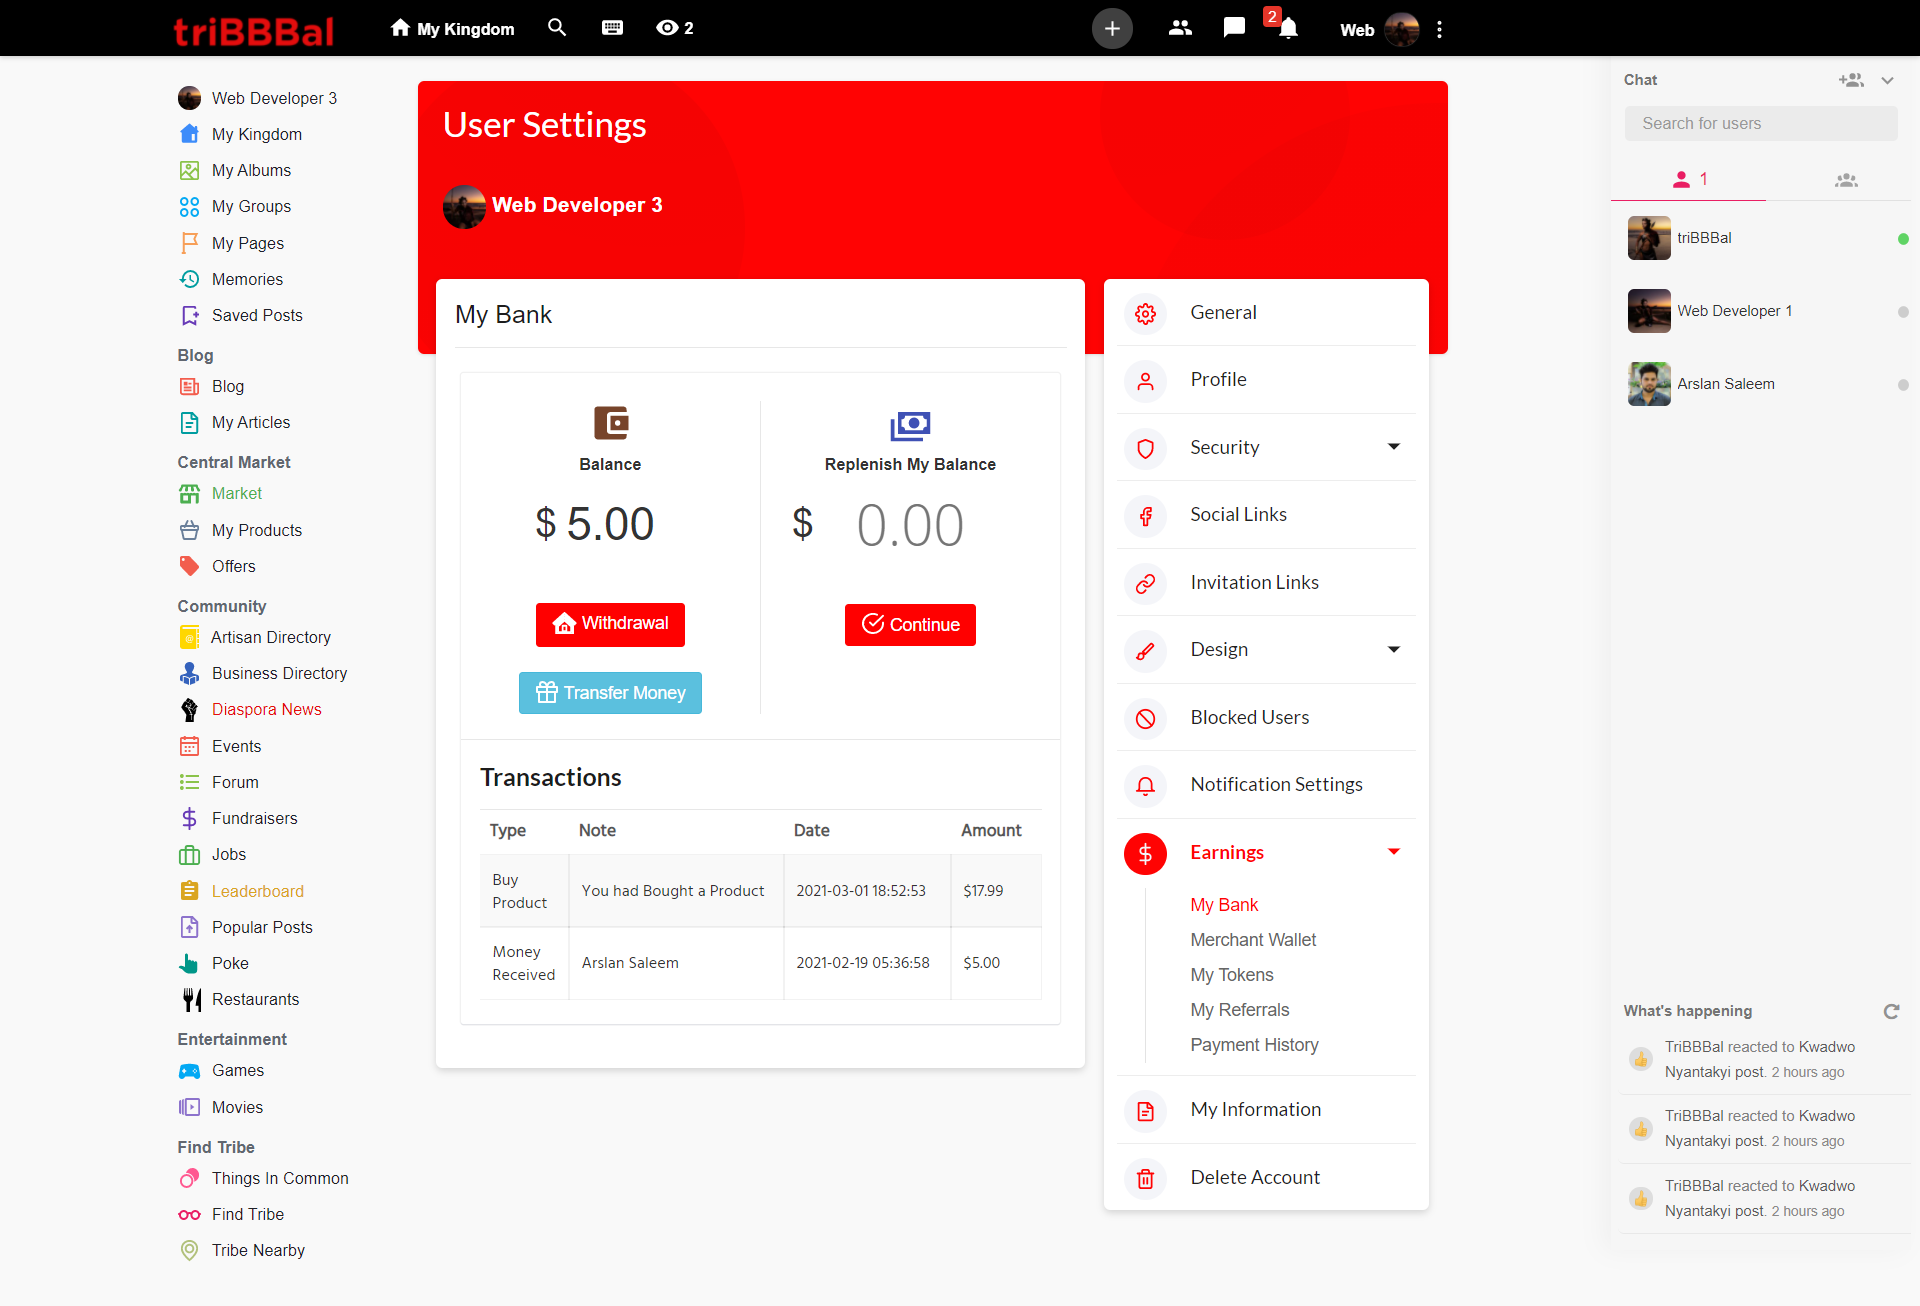 triBBBal
My Kingdom
2
2
Web
Web Developer 3
My Kingdom
My Albums
My Groups
My Pages
Memories
Saved Posts
Blog
Blog
My Articles
Central Market
Market
My Products
Offers
Community
Artisan Directory
Business Directory
Diaspora News
Events
Forum
Fundraisers
Jobs
Leaderboard
Popular Posts
Poke
Restaurants
Entertainment
Games
Movies
Find Tribe
Things In Common
Find Tribe
Tribe Nearby
User Settings
Web Developer 3
My Bank
Balance
$ 5.00
Withdrawal
Transfer Money
Replenish My Balance
$ 0.00
Continue
Transactions
Type Note Date Amount
Buy Product You had Bought a Product 2021-03-01 18:52:53 $17.99
Money Received Arslan Saleem 2021-02-19 05:36:58 $5.00
General
Profile
Security
Social Links
Invitation Links
Design
Blocked Users
Notification Settings
Earnings
My Bank
Merchant Wallet
My Tokens
My Referrals
Payment History
My Information
Delete Account
Chat
Search for users
1
triBBBal
Web Developer 1
Arslan Saleem
What's happening
TriBBBal reacted to Kwadwo
Nyantakyi post. 2 hours ago
TriBBBal reacted to Kwadwo
Nyantakyi post. 2 hours ago
TriBBBal reacted to Kwadwo
Nyantakyi post. 2 hours ago